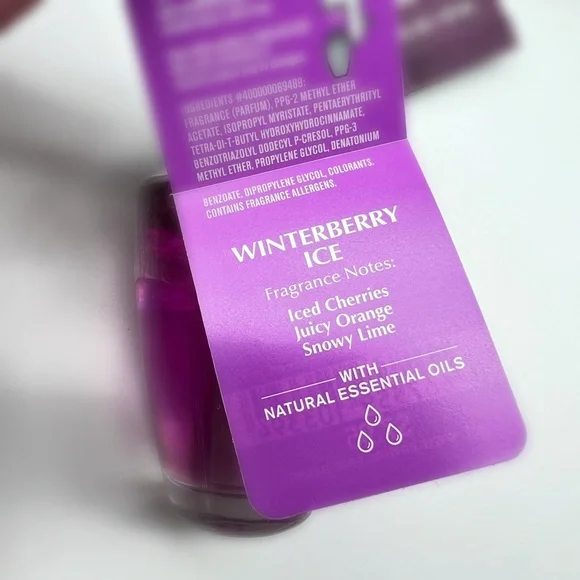 INGREDIENTS #400000069489:
FRAGRANCE (PARFUM), PPG-2 METHYL ETHER
ACETATE, ISOPROPYL MYRISTATE, PENTAERYTHRITYL
TETRA-DI-T-BUTYL HYDROXYHYDROCINNAMATE,
BENZOTRIAZOLYL DODECYL P-CRESOL, PPG-3
METHYL ETHER, PROPYLENE GLYCOL, DENATONIUM
BENZOATE, DIPROPYLENE GLYCOL, COLORANTS.
CONTAINS FRAGRANCE ALLERGENS.
WINTERBERRY
ICE
Fragrance Notes:
Iced Cherries
Juicy Orange
Snowy Lime
WITH
NATURAL ESSENTIAL OILS